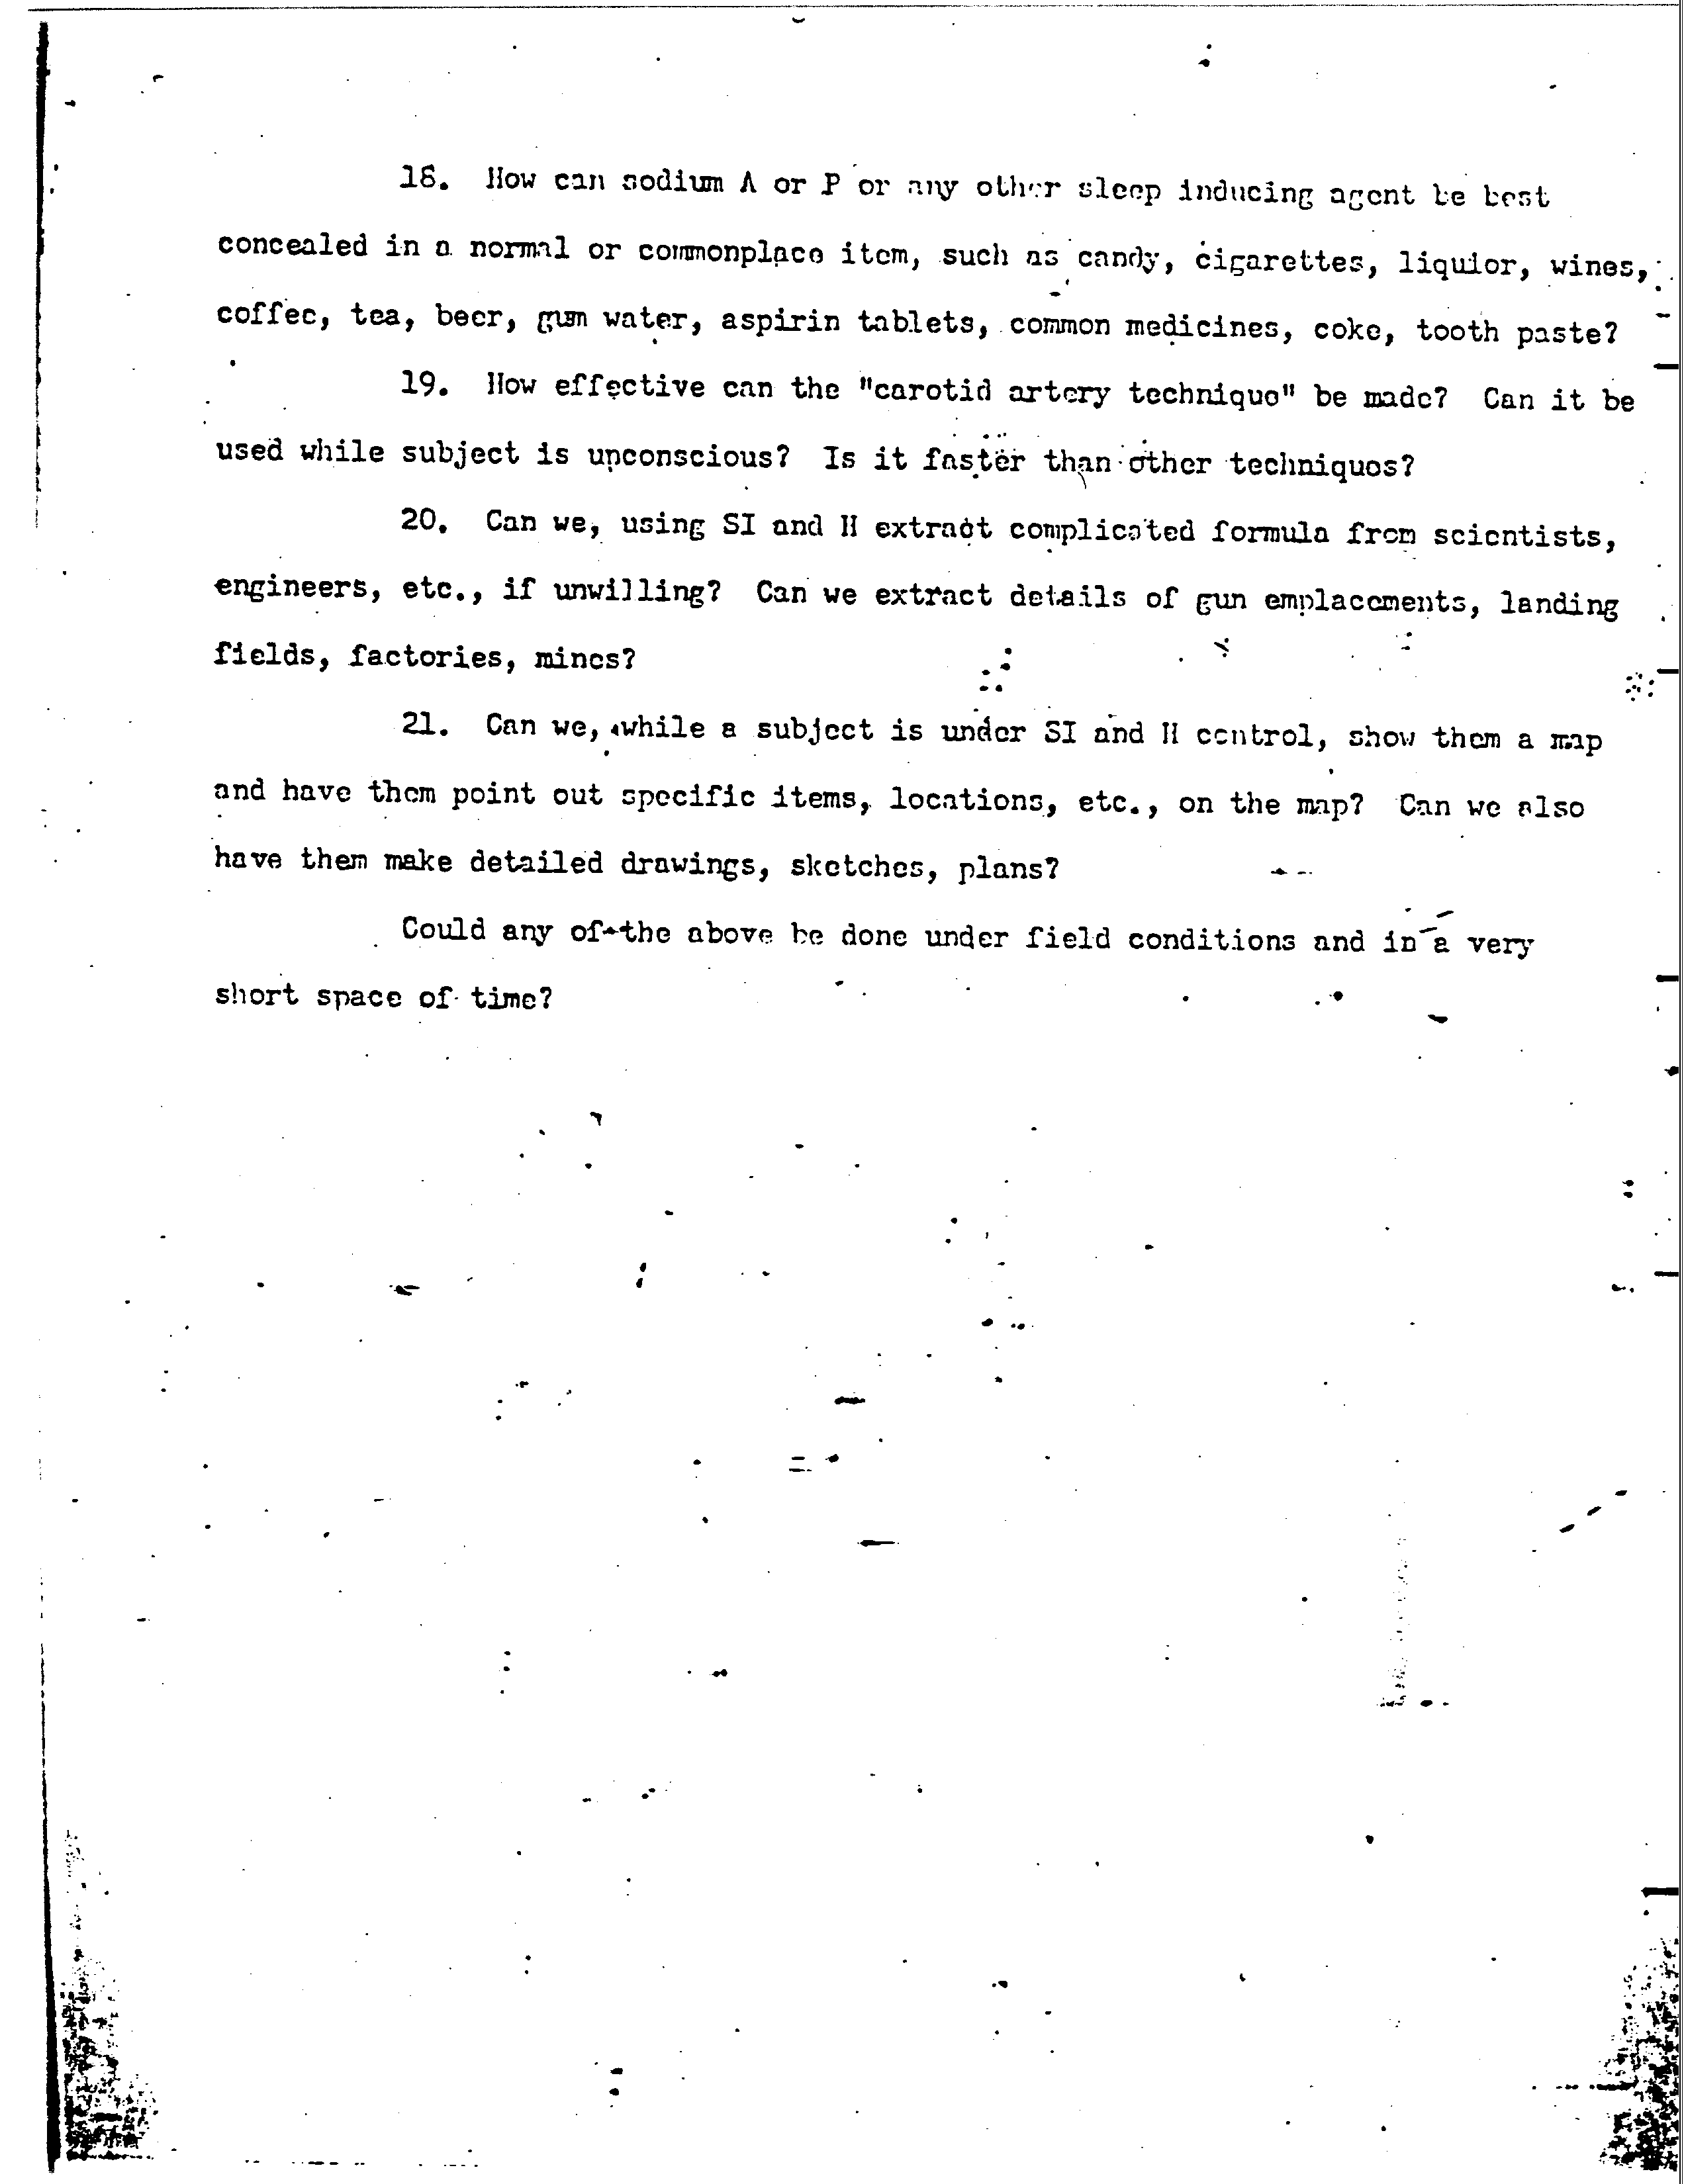 18. How can sodium A or P or any other sleep inducing agent be best
concealed in a normal or commonplace item, such as candy, cigarettes, liquior, wines,
coffee, tea, beer, gum water, aspirin tablets, common medicines, coke, tooth paste?
19. How effective can the "carotid artery technique" be made? Can it be
used while subject is unconscious? Is it faster than other techniques?
20. Can we, using SI and H extract complicated formula from scientists,
engineers, etc., if unwilling? Can we extract details of gun emplacements, landing
fields, factories, mines?
21. Can we, while a subject is under SI and H control, show them a map
and have them point out specific items, locations, etc., on the map? Can we also
have them make detailed drawings, sketches, plans?
Could any of the above be done under field conditions and in a very
short space of time?